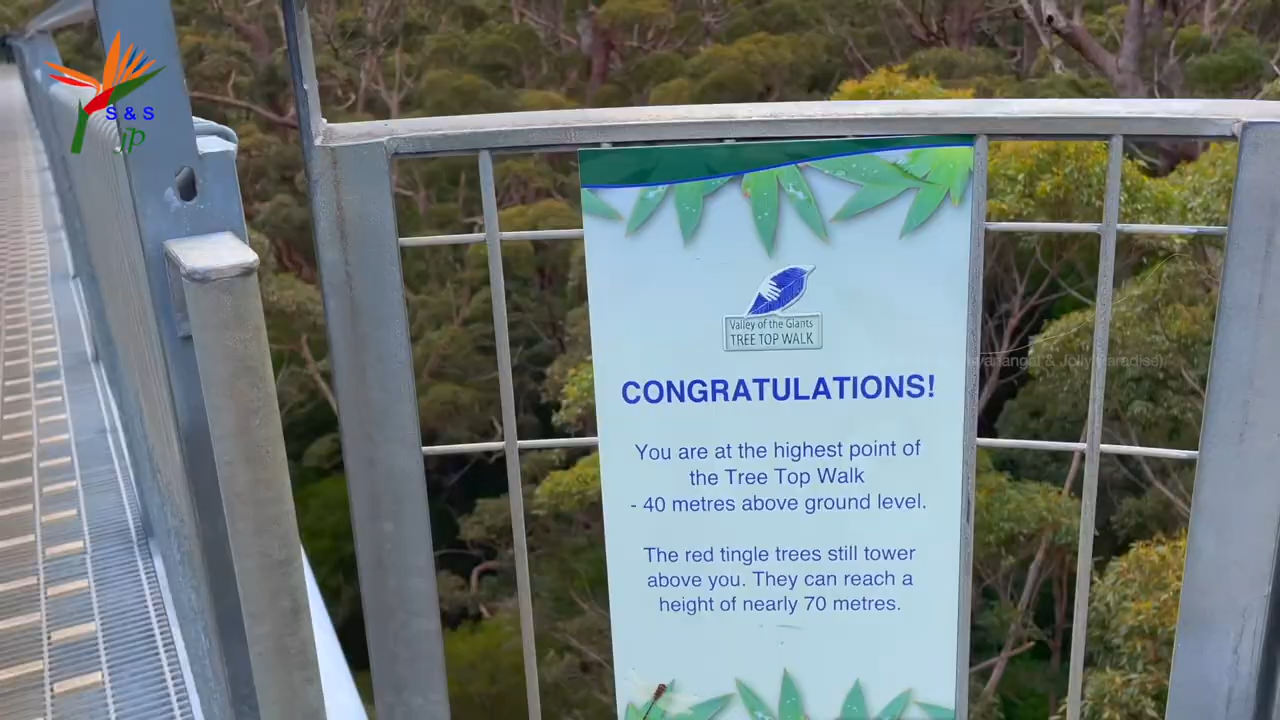 S & S
jp
Valley of the Giants
TREE TOP WALK
CONGRATULATIONS!
You are at the highest point of
the Tree Top Walk
- 40 metres above ground level.
The red tingle trees still tower
above you. They can reach a
height of nearly 70 metres.
& Jolly Paradise)